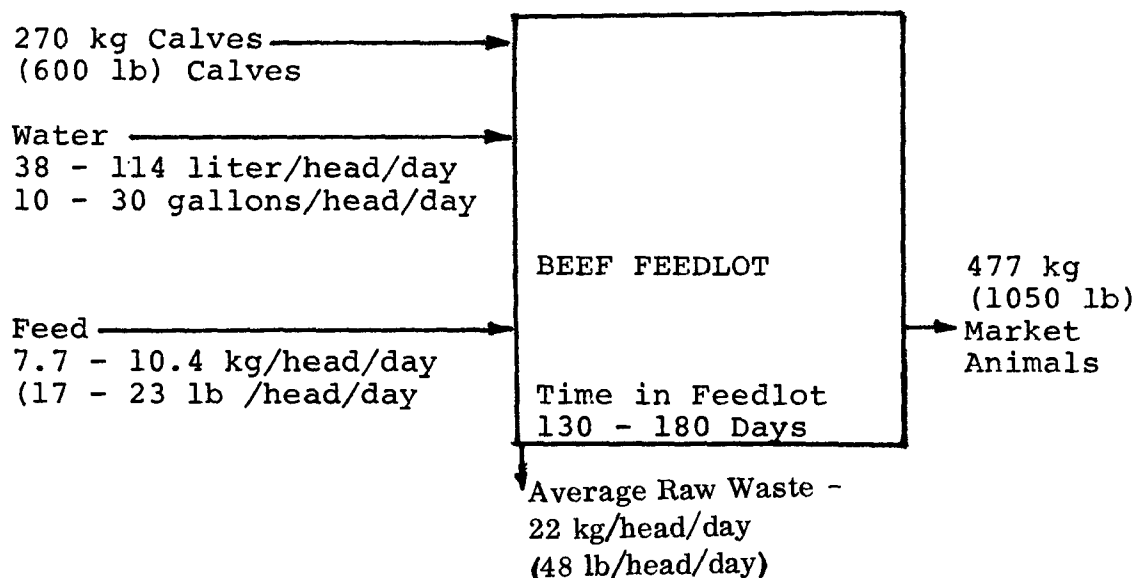 270 kg Calves
(600 lb) Calves
Water
38 - 114 liter/head/day
10 - 30 gallons/head/day
Feed
7.7 - 10.4 kg/head/day
(17 - 23 lb /head/day
BEEF FEEDLOT
Time in Feedlot
130 - 180 Days
477 kg
(1050 lb)
Market
Animals
Average Raw Waste -
22 kg/head/day
(48 lb/head/day)